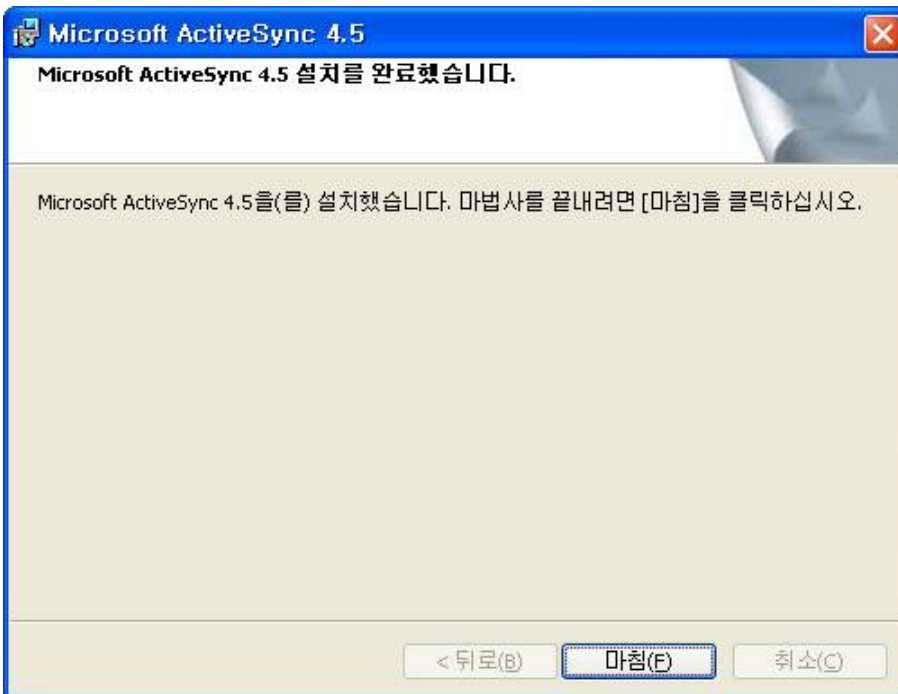 Microsoft ActiveSync 4.5
Microsoft ActiveSync 4.5 설치를 완료했습니다.
Microsoft ActiveSync 4.5을(를) 설치했습니다. 마법사를 끝내려면 [마침]을 클릭하십시오.
< 뒤로(B) 마침(F) 취소(C)